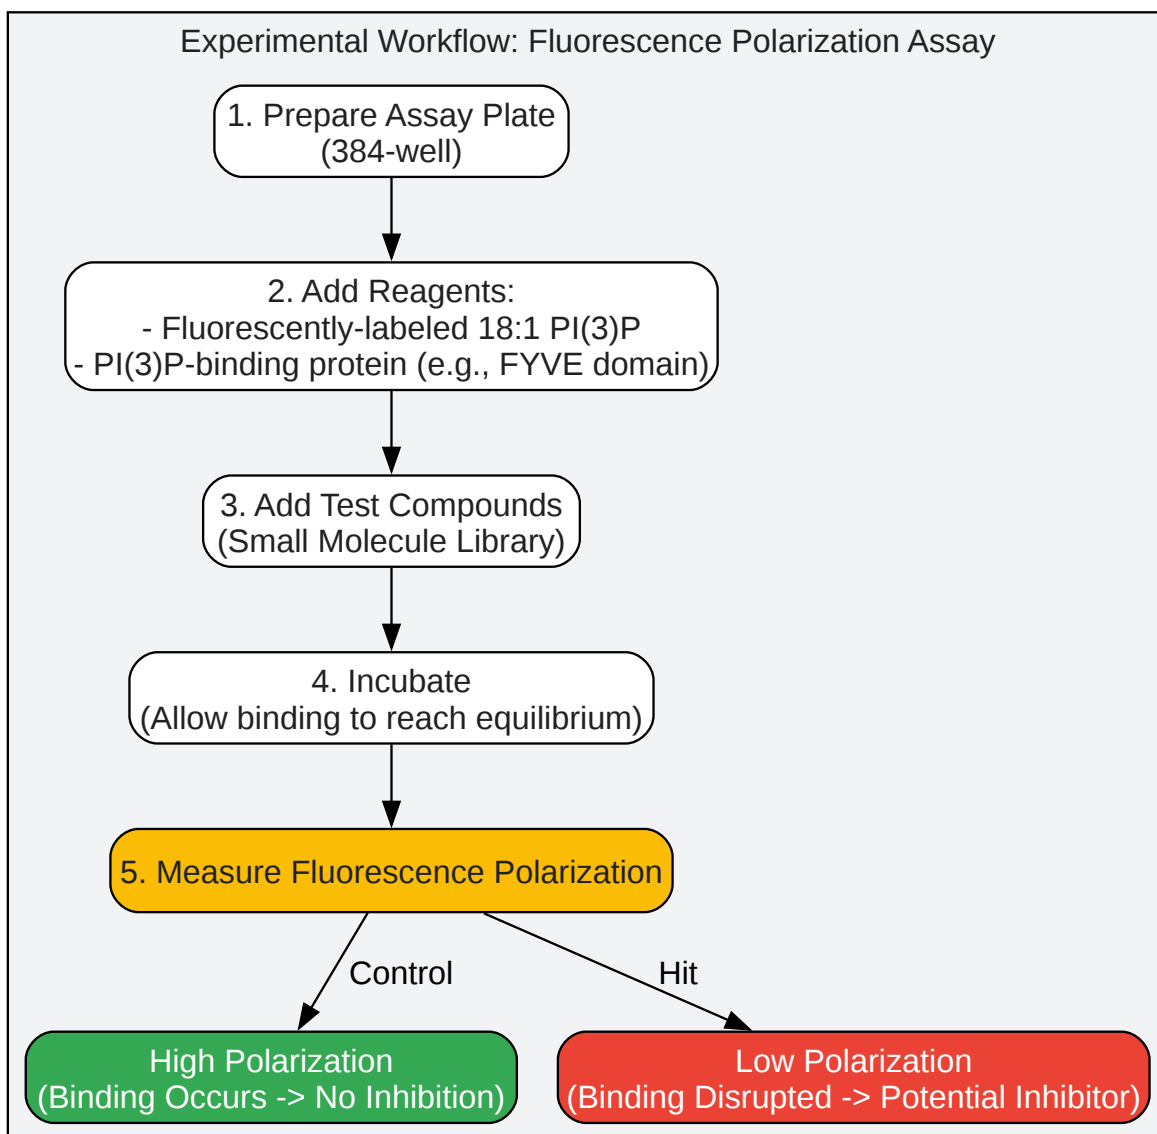 Experimental Workflow: Fluorescence Polarization Assay
1. Prepare Assay Plate
(384-well)
2. Add Reagents:
- Fluorescently-labeled 18:1 PI(3)P
- PI(3)P-binding protein (e.g., FYVE domain)
3. Add Test Compounds
(Small Molecule Library)
4. Incubate
(Allow binding to reach equilibrium)
5. Measure Fluorescence Polarization
Control
Hit
High Polarization
(Binding Occurs -> No Inhibition)
Low Polarization
(Binding Disrupted -> Potential Inhibitor)